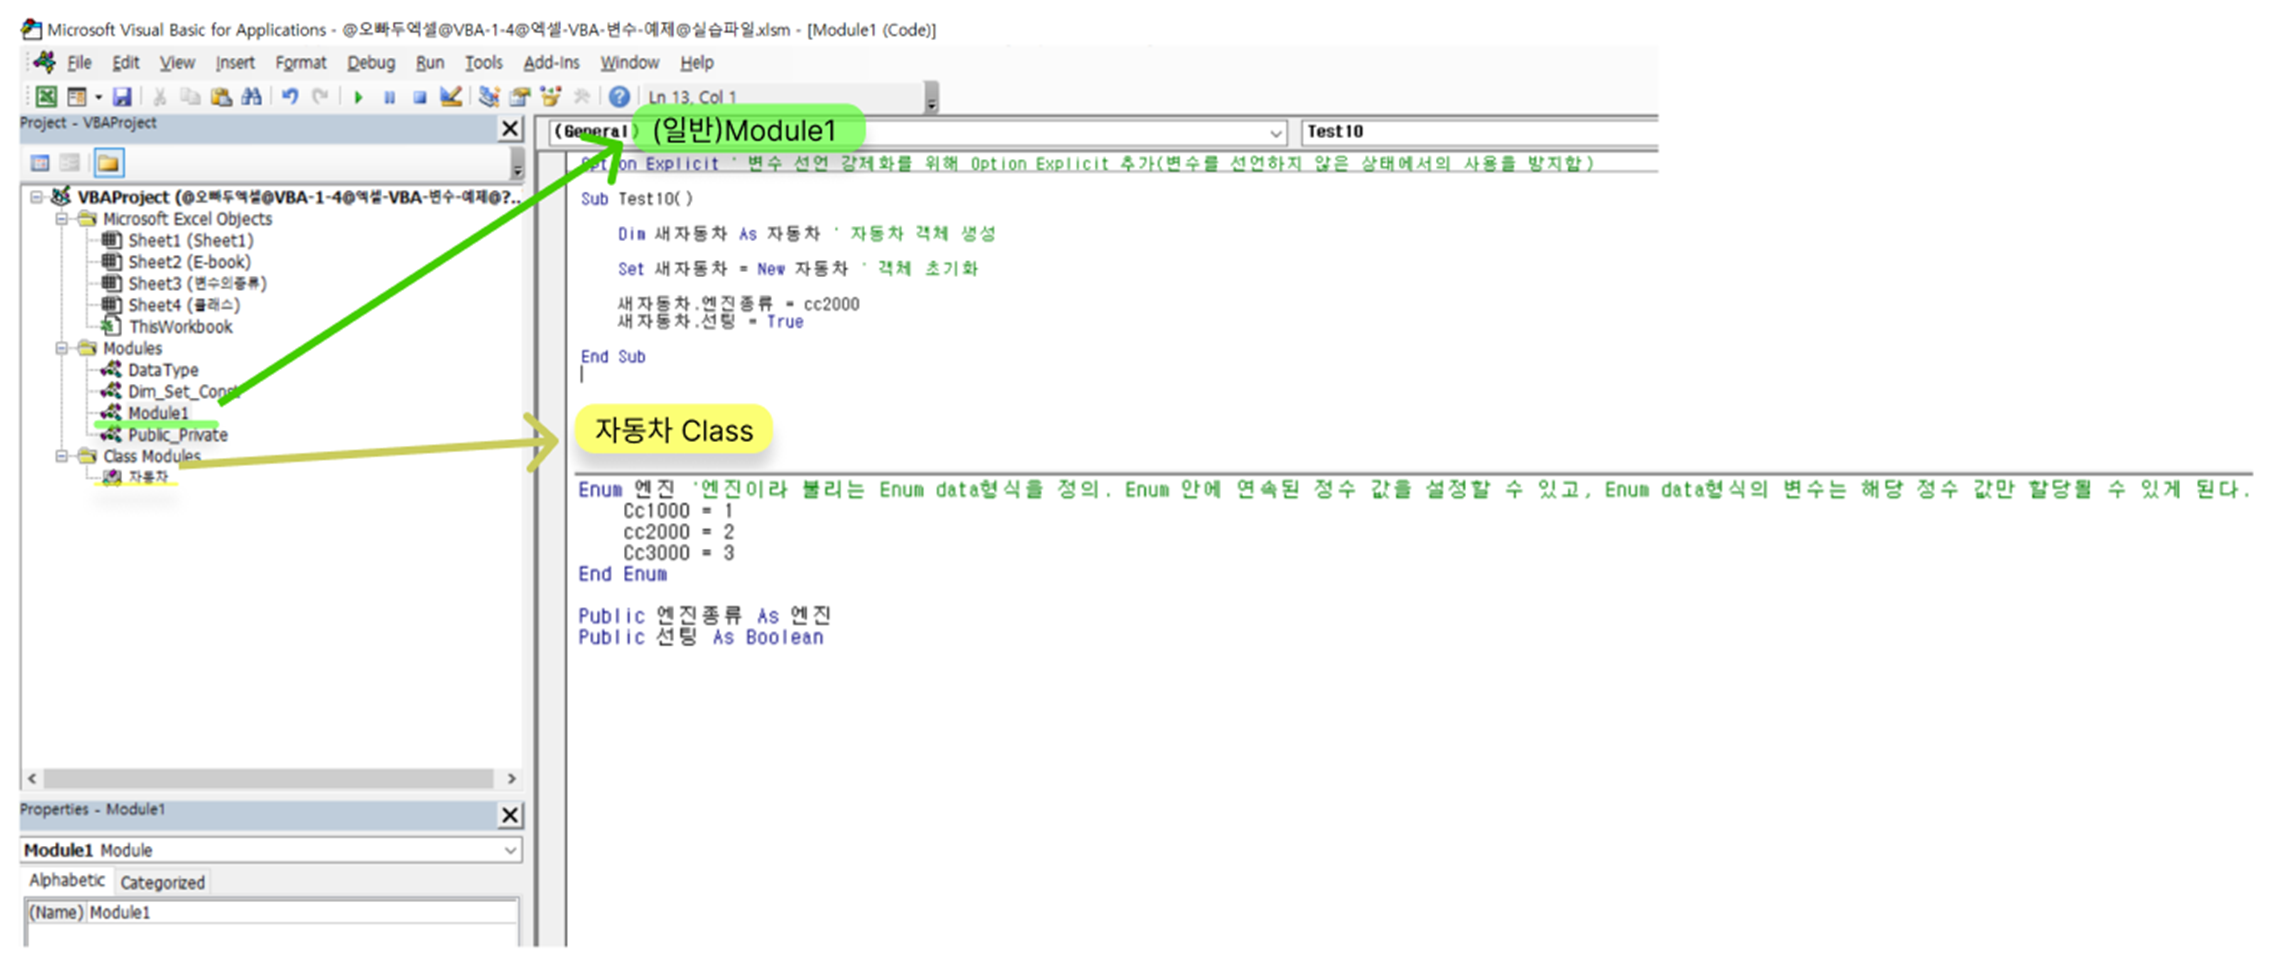 Microsoft Visual Basic for Applications - @오빠두엑셀@VBA-1-4@엑셀-VBA-변수-예제@실습파일.xlsm - [Module1 (Code)]
File Edit View Insert Format Debug Run Tools Add-Ins Window Help
Ln 13, Col 1
Project - VBAProject
VBAProject (@오빠두엑셀@VBA-1-4@엑셀-VBA-변수-예제@?..
Microsoft Excel Objects
Sheet1 (Sheet1)
Sheet2 (E-book)
Sheet3 (변수의종류)
Sheet4 (클래스)
ThisWorkbook
Modules
DataType
Dim_Set_Const
Module1
Public_Private
Class Modules
자동차
Properties - Module1
Module1 Module
Alphabetic Categorized
(Name) Module1
(General) (일반)Module1 Test10
Option Explicit ' 변수 선언 강제화를 위해 Option Explicit 추가(변수를 선언하지 않은 상태에서의 사용을 방지함)
Sub Test10()
Dim 새자동차 As 자동차 ' 자동차 객체 생성
Set 새자동차 = New 자동차 ' 객체 초기화
새자동차.엔진종류 = cc2000
새자동차.선팅 = True
End Sub
자동차 Class
Enum 엔진 '엔진이라 불리는 Enum data형식을 정의. Enum 안에 연속된 정수 값을 설정할 수 있고, Enum data형식의 변수는 해당 정수 값만 할당될 수 있게 된다.
Cc1000 = 1
cc2000 = 2
Cc3000 = 3
End Enum
Public 엔진종류 As 엔진
Public 선팅 As Boolean